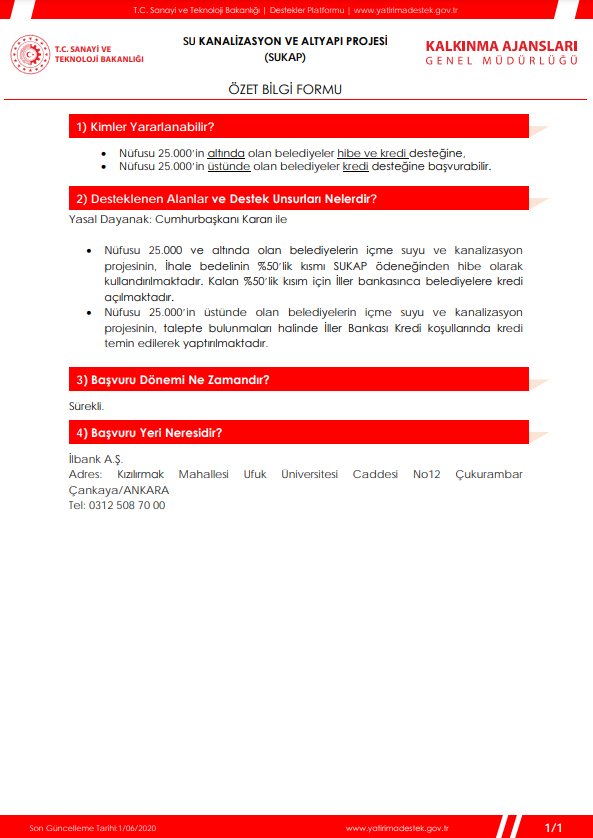 T.C. Sanayi ve Teknoloji Bakanlığı | Destekler Platformu | www.yatirimadestek.gov.tr
T.C. SANAYİ VE
TEKNOLOJİ BAKANLIĞI
SU KANALİZASYON VE ALTYAPI PROJESİ
(SUKAP)
KALKINMA AJANSLARI
GENEL MÜDÜRLÜĞÜ
ÖZET BİLGİ FORMU
1) Kimler Yararlanabilir?
• Nüfusu 25.000'in altında olan belediyeler hibe ve kredi desteğine,
• Nüfusu 25.000'in üstünde olan belediyeler kredi desteğine başvurabilir.
2) Desteklenen Alanlar ve Destek Unsurları Nelerdir?
Yasal Dayanak: Cumhurbaşkanı Kararı ile
• Nüfusu 25.000 ve altında olan belediyelerin içme suyu ve kanalizasyon
projesinin, İhale bedelinin %50'lik kısmı SUKAP ödeneğinden hibe olarak
kullandırılmaktadır. Kalan %50'lik kısım için İller bankasınca belediyelere kredi
açılmaktadır.
• Nüfusu 25.000'in üstünde olan belediyelerin içme suyu ve kanalizasyon
projesinin, talepte bulunmaları halinde İller Bankası Kredi koşullarında kredi
temin edilerek yaptırılmaktadır.
3) Başvuru Dönemi Ne Zamandır?
Sürekli.
4) Başvuru Yeri Neresidir?
İlbank A.Ş.
Adres: Kızılırmak Mahallesi Ufuk Üniversitesi Caddesi No12 Çukurambar
Çankaya/ANKARA
Tel: 0312 508 70 00
Son Güncelleme Tarihi:1/06/2020
www.yatirimadestek.gov.tr
1/1